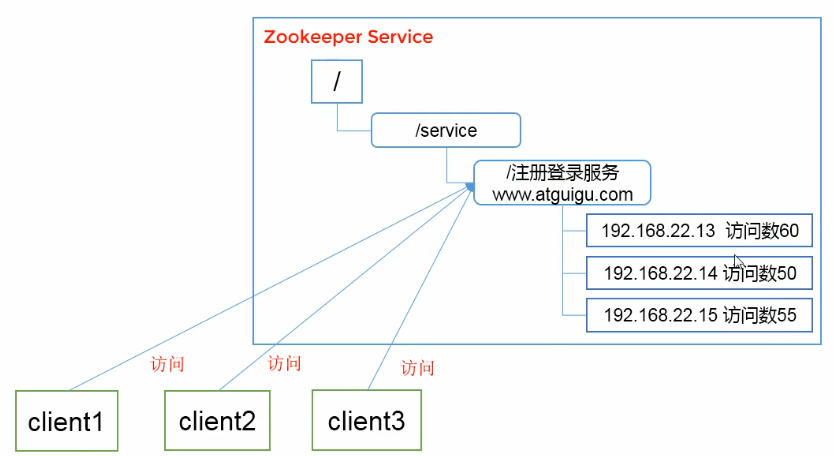 Zookeeper Service
/
/service
/注册登录服务
www.atguigu.com
192.168.22.13 访问数60
192.168.22.14 访问数50
192.168.22.15 访问数55
访问
访问
访问
client1
client2
client3